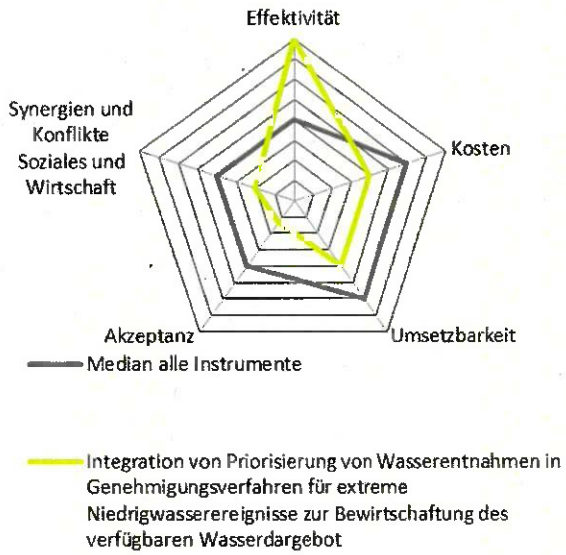 Effektivität
Synergien und
Konflikte
Soziales und
Wirtschaft
Kosten
Akzeptanz
Umsetzbarkeit
Median alle Instrumente
Integration von Priorisierung von Wasserentnahmen in
Genehmigungsverfahren für extreme
Niedrigwasserereignisse zur Bewirtschaftung des
verfügbaren Wasserdargebot